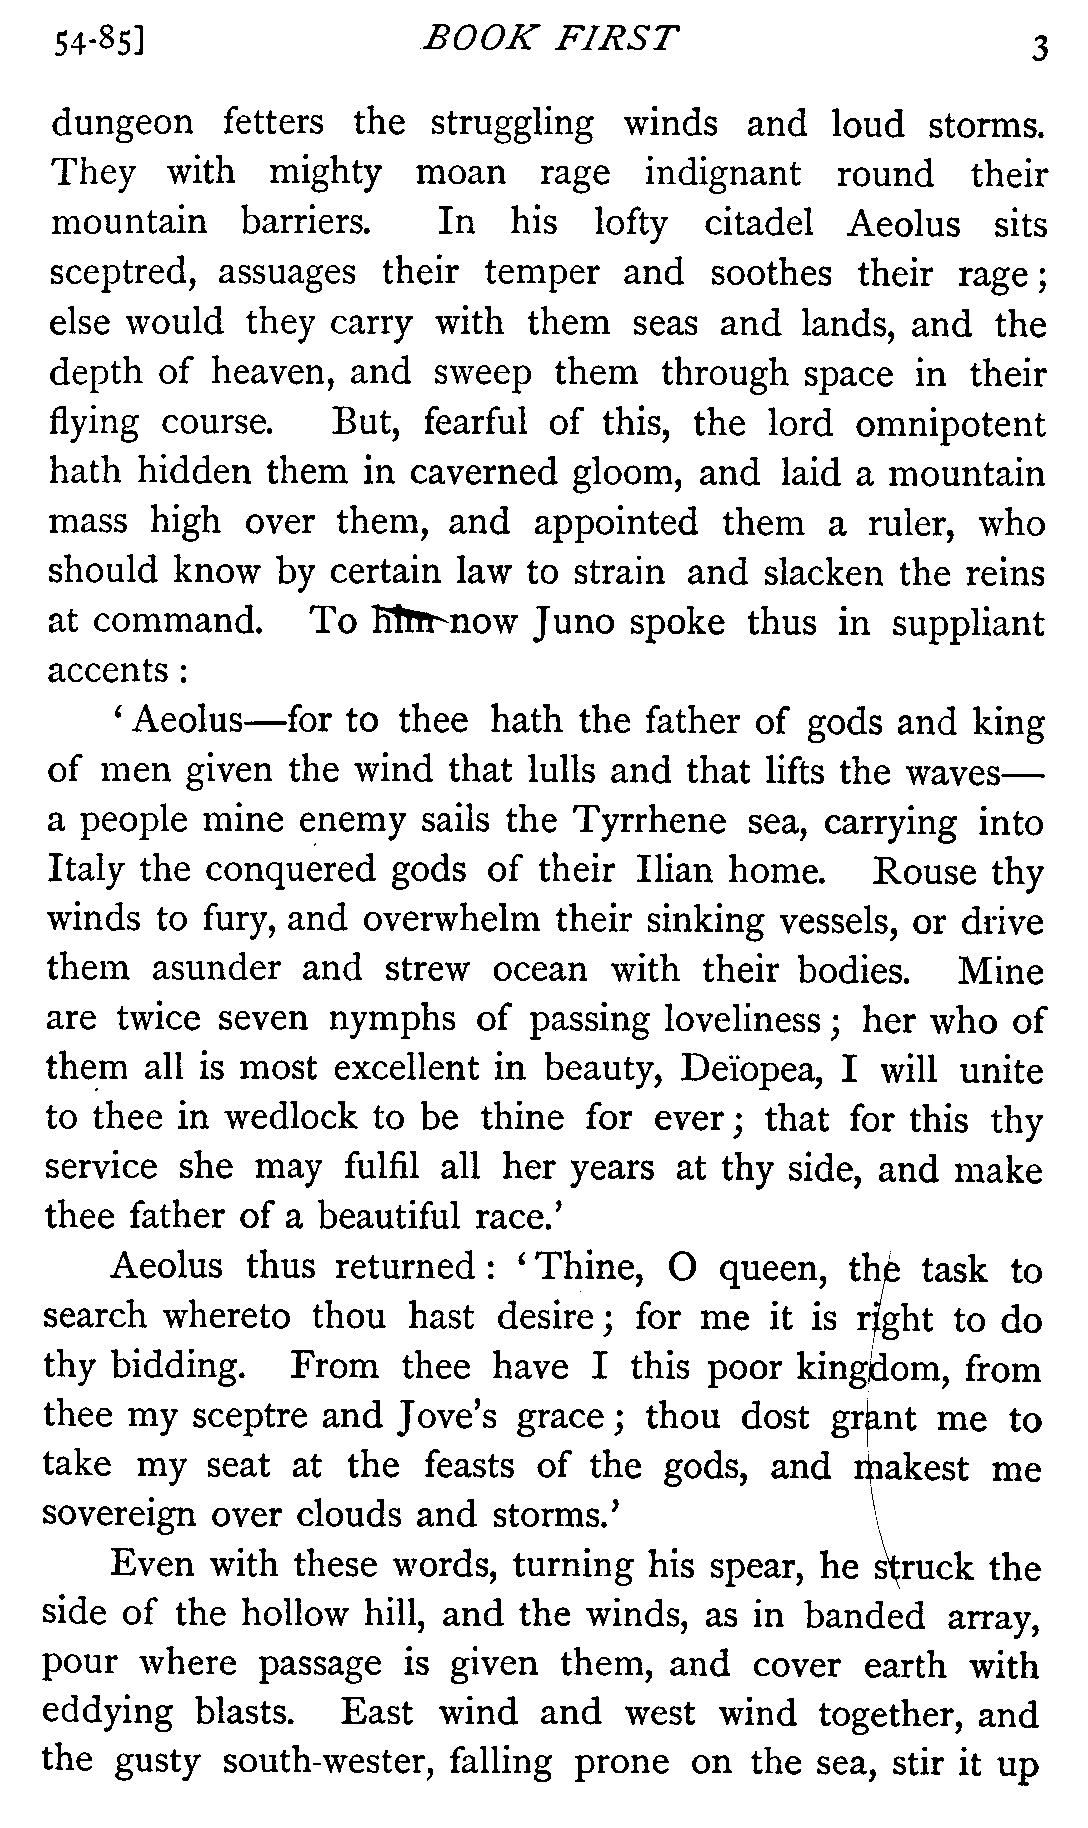 54-85] BOOK FIRST 3
dungeon fetters the struggling winds and loud storms.
They with mighty moan rage indignant round their
mountain barriers. In his lofty citadel Aeolus sits
sceptred, assuages their temper and soothes their rage ;
else would they carry with them seas and lands, and the
depth of heaven, and sweep them through space in their
flying course. But, fearful of this, the lord omnipotent
hath hidden them in caverned gloom, and laid a mountain
mass high over them, and appointed them a ruler, who
should know by certain law to strain and slacken the reins
at command. To him now Juno spoke thus in suppliant
accents :
‘ Aeolus—for to thee hath the father of gods and king
of men given the wind that lulls and that lifts the waves—
a people mine enemy sails the Tyrrhene sea, carrying into
Italy the conquered gods of their Ilian home. Rouse thy
winds to fury, and overwhelm their sinking vessels, or drive
them asunder and strew ocean with their bodies. Mine
are twice seven nymphs of passing loveliness ; her who of
them all is most excellent in beauty, Deïopea, I will unite
to thee in wedlock to be thine for ever ; that for this thy
service she may fulfil all her years at thy side, and make
thee father of a beautiful race.’
Aeolus thus returned : ‘ Thine, O queen, the task to
search whereto thou hast desire ; for me it is right to do
thy bidding. From thee have I this poor kingdom, from
thee my sceptre and Jove’s grace ; thou dost grant me to
take my seat at the feasts of the gods, and makest me
sovereign over clouds and storms.’
Even with these words, turning his spear, he struck the
side of the hollow hill, and the winds, as in banded array,
pour where passage is given them, and cover earth with
eddying blasts. East wind and west wind together, and
the gusty south-wester, falling prone on the sea, stir it up